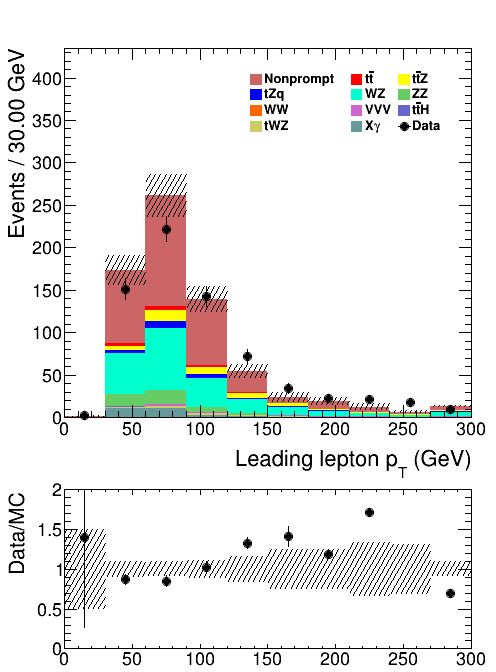 Events / 30.00 GeV
400
350
300
250
200
150
100
50
0
Nonprompt
tt̄
tt̄Z
tZq
WZ
ZZ
WW
VVV
tt̄H
tWZ
Xγ
Data
0 50 100 150 200 250 300
Leading lepton p_T (GeV)
Data/MC
2
1.5
1
0.5
0
0 50 100 150 200 250 300